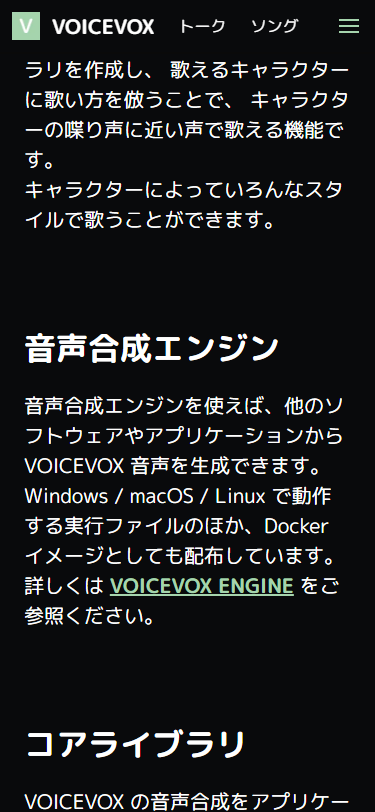 V VOICEVOX トーク ソング
ラリを作成し、 歌えるキャラクター
に歌い方を倣うことで、 キャラクタ
ーの喋り声に近い声で歌える機能で
す。
キャラクターによっていろんなスタ
イルで歌うことができます。
音声合成エンジン
音声合成エンジンを使えば、他のソ
フトウェアやアプリケーションから
VOICEVOX 音声を生成できます。
Windows / macOS / Linux で動作
する実行ファイルのほか、Docker
イメージとしても配布しています。
詳しくは VOICEVOX ENGINE をご
参照ください。
コアライブラリ
VOICEVOX の音声合成をアプリケー